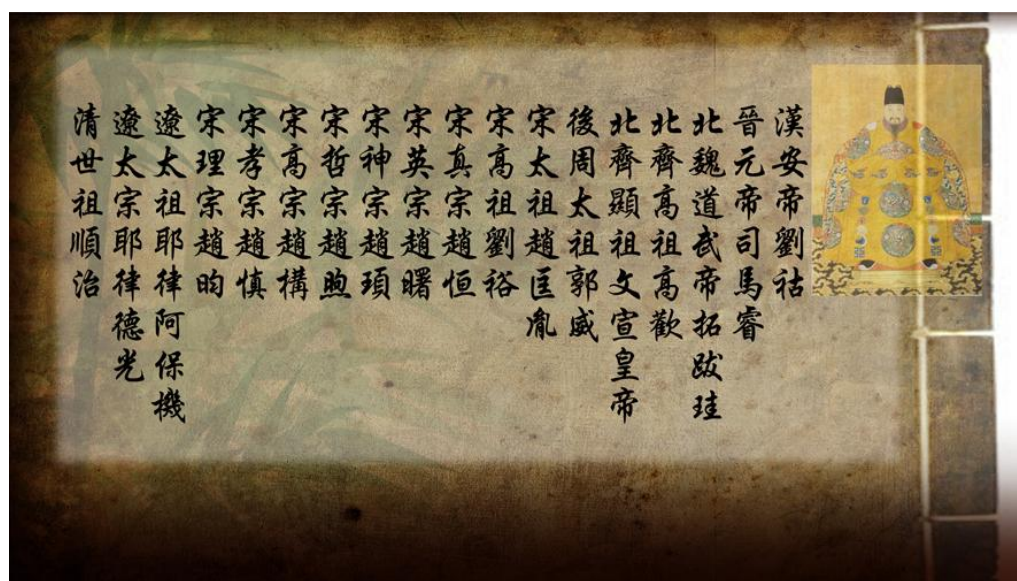 漢安帝劉祜
晉元帝司馬睿
北魏道武帝拓跋珪
北齊高祖高歡
北齊顯祖文宣皇帝
後周太祖郭威
宋太祖趙匡胤
宋高祖劉裕
宋真宗趙恒
宋英宗趙曙
宋神宗趙頊
宋哲宗趙煦
宋高宗趙構
宋孝宗趙慎
宋理宗趙昀
遼太祖耶律阿保機
遼太宗耶律德光
清世祖順治